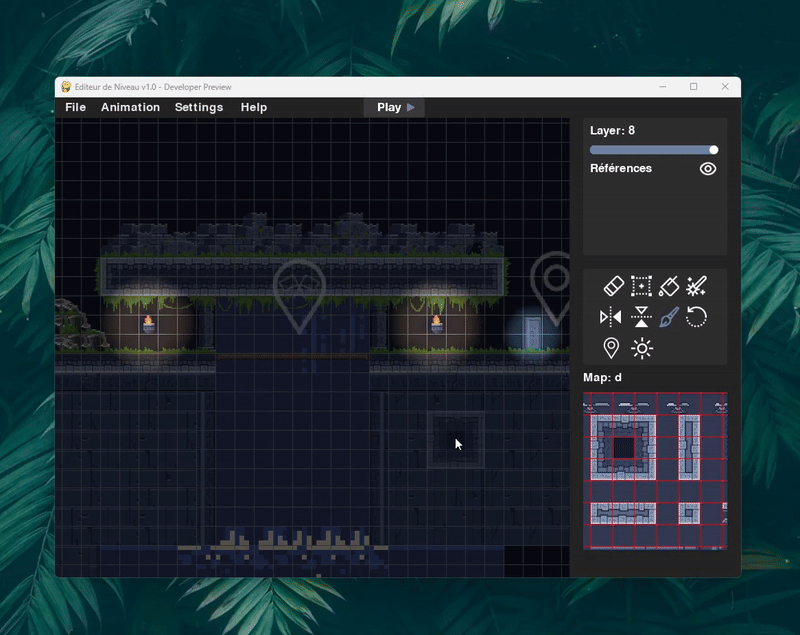 Editeur de Niveau v1.0 - Developer Preview
File Animation Settings Help Play
Layer: 8
Références
Map: d